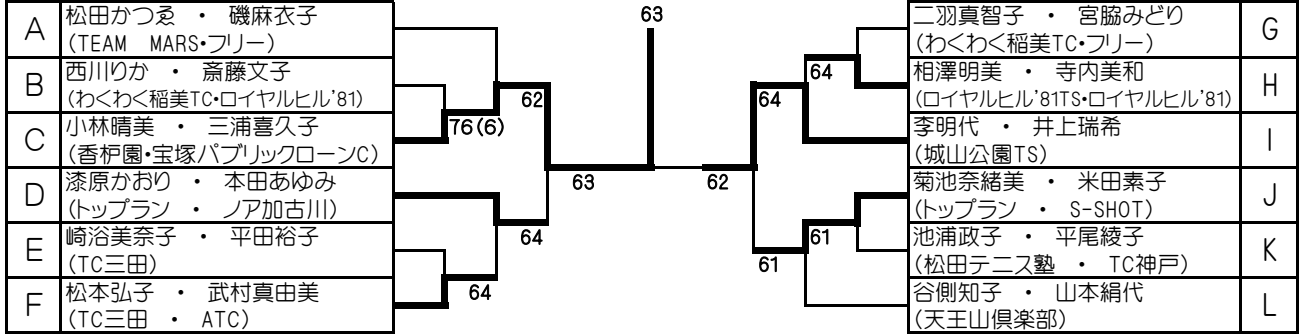 A
松田かつゑ ・ 磯麻衣子
(TEAM MARS・フリー)
B
西川りか ・ 斎藤文子
(わくわく稲美TC・ロイヤルヒル'81)
C
小林晴美 ・ 三浦喜久子
(香枦園・宝塚パブリックローンC)
D
漆原かおり ・ 本田あゆみ
(トップラン ・ ノア加古川)
E
崎浴美奈子 ・ 平田裕子
(TC三田)
F
松本弘子 ・ 武村真由美
(TC三田 ・ ATC)
76(6)
62
64
64
63
63
62
64
64
61
61
二羽真智子 ・ 宮脇みどり
(わくわく稲美TC・フリー)
G
相澤明美 ・ 寺内美和
(ロイヤルヒル'81TS・ロイヤルヒル'81)
H
李明代 ・ 井上瑞希
(城山公園TS)
I
菊池奈緒美 ・ 米田素子
(トップラン ・ S-SHOT)
J
池浦政子 ・ 平尾綾子
(松田テニス塾 ・ TC神戸)
K
谷側知子 ・ 山本絹代
(天王山倶楽部)
L